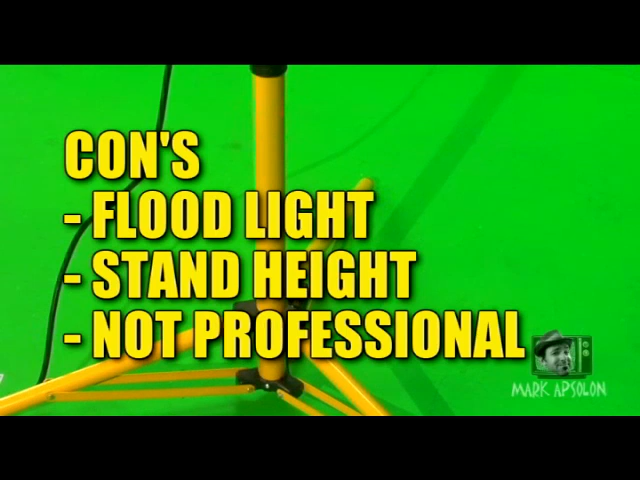 CON'S
- FLOOD LIGHT
- STAND HEIGHT
- NOT PROFESSIONAL
MARK APSOLON